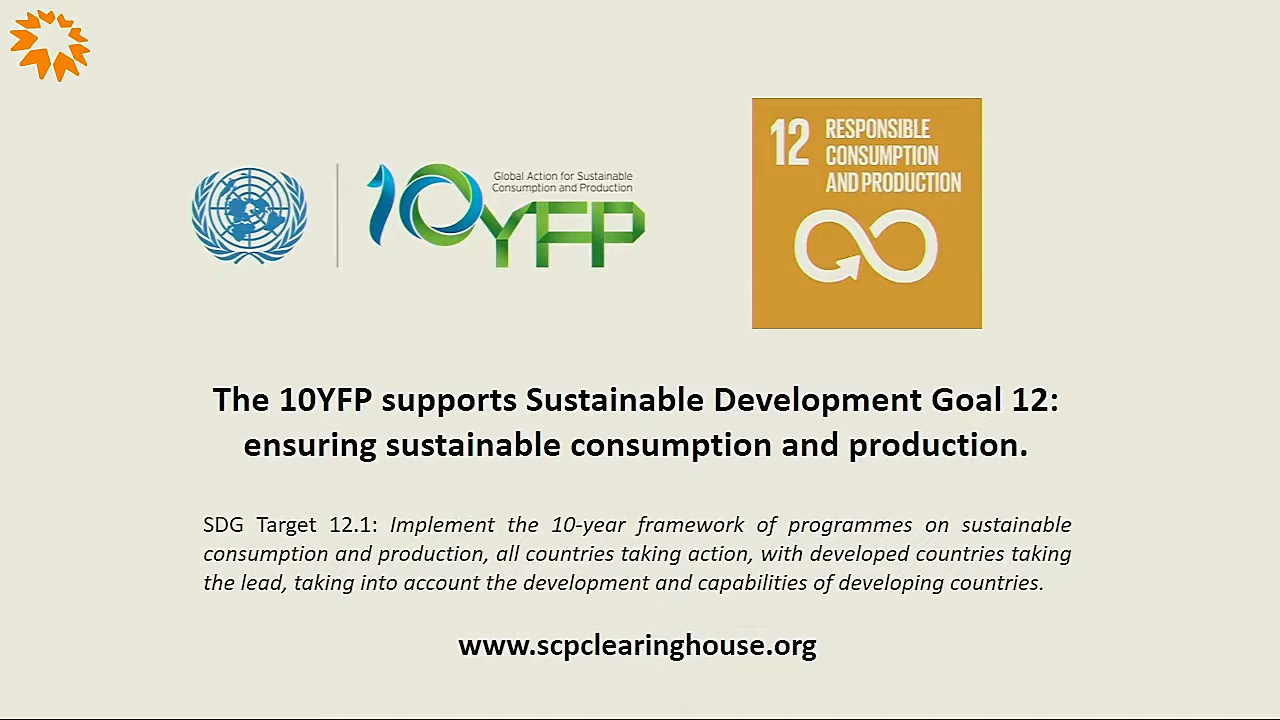 Global Action for Sustainable
Consumption and Production
10YFP
12 RESPONSIBLE
CONSUMPTION
AND PRODUCTION
The 10YFP supports Sustainable Development Goal 12:
ensuring sustainable consumption and production.
SDG Target 12.1: Implement the 10-year framework of programmes on sustainable
consumption and production, all countries taking action, with developed countries taking
the lead, taking into account the development and capabilities of developing countries.
www.scpclearinghouse.org